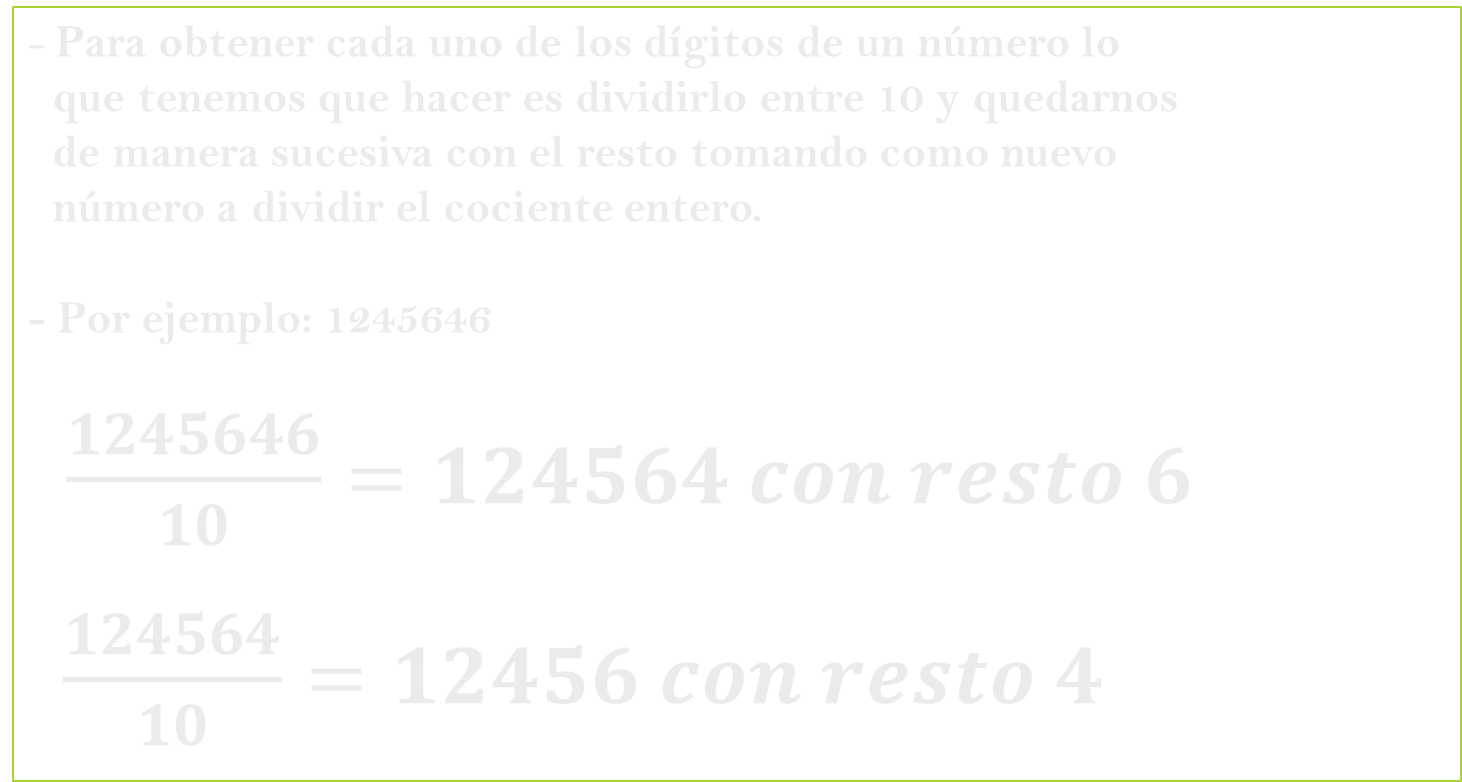 - Para obtener cada uno de los dígitos de un número lo
que tenemos que hacer es dividirlo entre 10 y quedarnos
de manera sucesiva con el resto tomando como nuevo
número a dividir el cociente entero.
- Por ejemplo: 1245646
1245646
10
= 124564 con resto 6
124564
10
= 12456 con resto 4